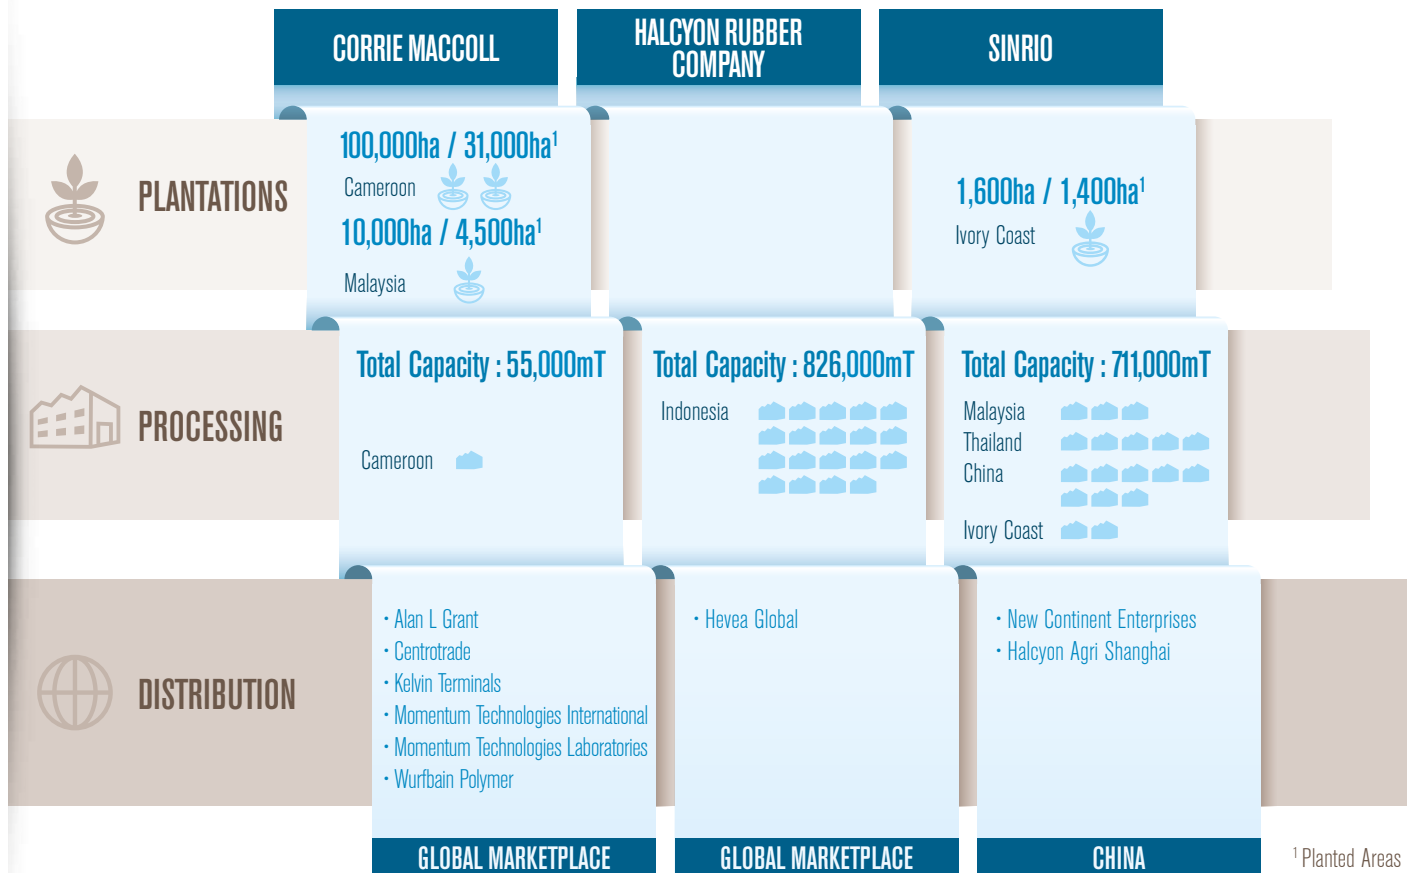 CORRIE MACCOLL
HALCYON RUBBER
COMPANY
SINRIO
PLANTATIONS
100,000ha / 31,000ha¹
Cameroon
10,000ha / 4,500ha¹
Malaysia
1,600ha / 1,400ha¹
Ivory Coast
PROCESSING
Total Capacity : 55,000mT
Cameroon
Total Capacity : 826,000mT
Indonesia
Total Capacity : 711,000mT
Malaysia
Thailand
China
Ivory Coast
DISTRIBUTION
• Alan L Grant
• Centrotrade
• Kelvin Terminals
• Momentum Technologies International
• Momentum Technologies Laboratories
• Wurfbain Polymer
• Hevea Global
• New Continent Enterprises
• Halcyon Agri Shanghai
GLOBAL MARKETPLACE
GLOBAL MARKETPLACE
CHINA
¹ Planted Areas